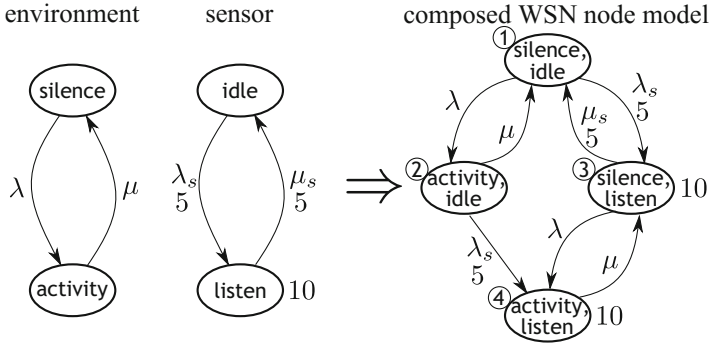 environment
sensor
composed WSN node model
silence
activity
λ
μ
idle
listen
λs
5
μs
5
10
⇒
1
silence,
idle
λ
μ
μs
5
λs
5
2
activity,
idle
3
silence,
listen
10
λs
5
λ
μ
4
activity,
listen
10